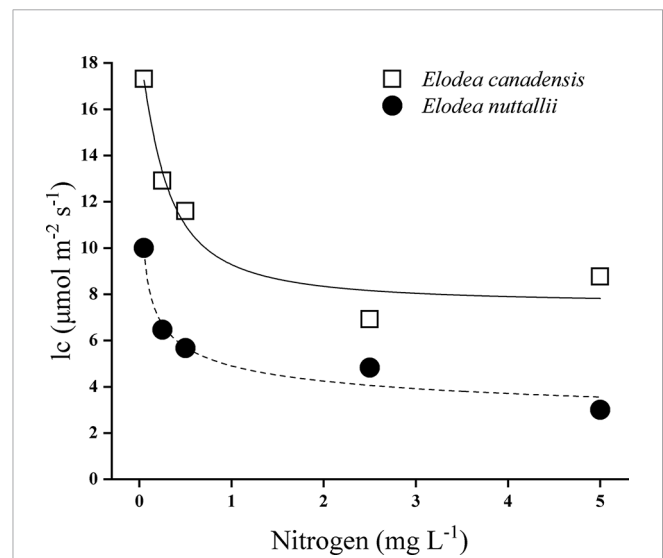 18
16
14
12
10
8
6
4
2
0
Ic (μmol m⁻² s⁻¹)
Elodea canadensis
Elodea nuttallii
0 1 2 3 4 5
Nitrogen (mg L⁻¹)